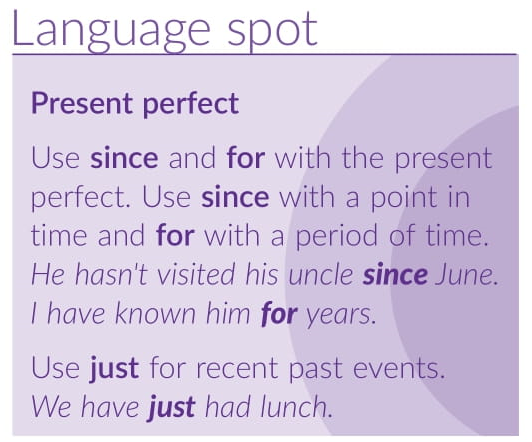 Language spot
Present perfect
Use since and for with the present
perfect. Use since with a point in
time and for with a period of time.
He hasn't visited his uncle since June.
I have known him for years.
Use just for recent past events.
We have just had lunch.